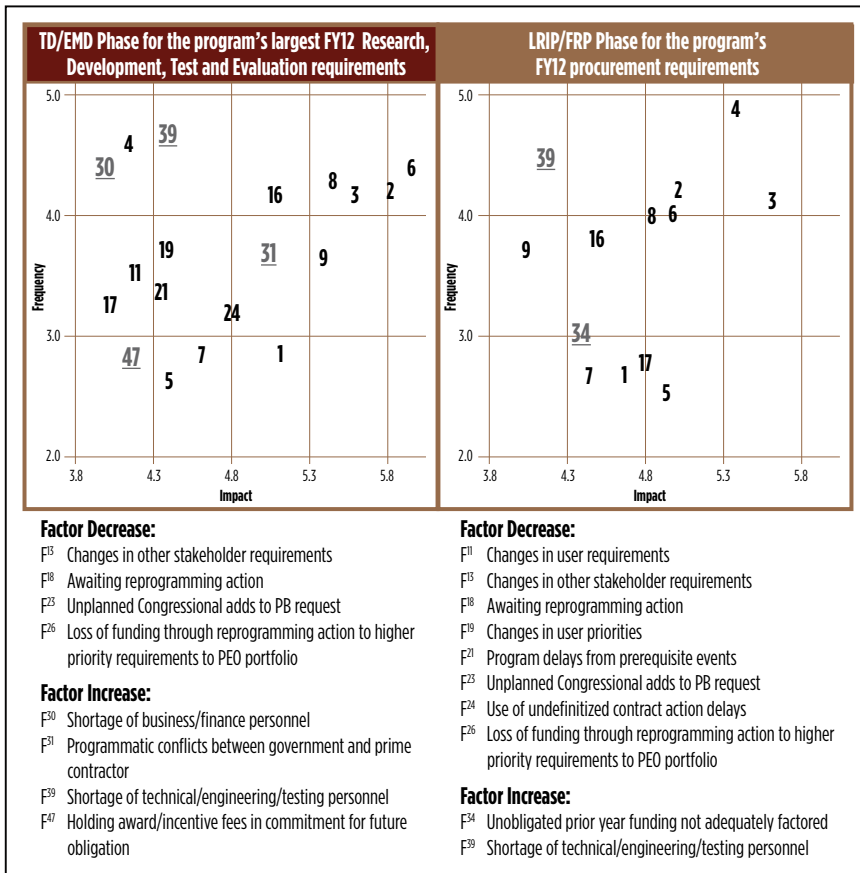 TD/EMD Phase for the program’s largest FY12 Research,
Development, Test and Evaluation requirements
5.0
4.0
3.0
2.0
Frequency
3.8
4.3
4.8
5.3
5.8
Impact
39
4
30
6
8
16
3
2
19
31
9
11
21
17
24
47
7
1
5
LRIP/FRP Phase for the program’s
FY12 procurement requirements
5.0
4.0
3.0
2.0
Frequency
3.8
4.3
4.8
5.3
5.8
Impact
4
39
2
3
8
6
16
9
34
17
7
1
5
Factor Decrease:
F13 Changes in other stakeholder requirements
F18 Awaiting reprogramming action
F23 Unplanned Congressional adds to PB request
F26 Loss of funding through reprogramming action to higher
priority requirements to PEO portfolio
Factor Increase:
F30 Shortage of business/finance personnel
F31 Programmatic conflicts between government and prime
contractor
F39 Shortage of technical/engineering/testing personnel
F47 Holding award/incentive fees in commitment for future
obligation
Factor Decrease:
F11 Changes in user requirements
F13 Changes in other stakeholder requirements
F18 Awaiting reprogramming action
F19 Changes in user priorities
F21 Program delays from prerequisite events
F23 Unplanned Congressional adds to PB request
F24 Use of undefinitized contract action delays
F26 Loss of funding through reprogramming action to higher
priority requirements to PEO portfolio
Factor Increase:
F34 Unobligated prior year funding not adequately factored
F39 Shortage of technical/engineering/testing personnel